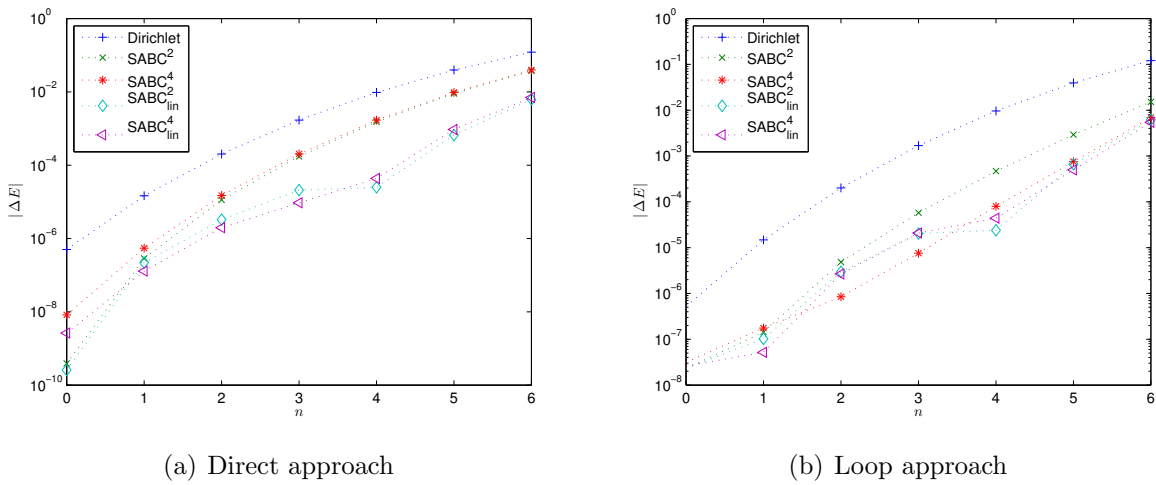 10^0
10^-2
10^-4
10^-6
10^-8
10^-10
|ΔE|
0 1 2 3 4 5 6
n
Dirichlet
SABC^2
SABC^4
SABC^2_lin
SABC^4_lin
(a) Direct approach
10^0
10^-1
10^-2
10^-3
10^-4
10^-5
10^-6
10^-7
10^-8
|ΔE|
0 1 2 3 4 5 6
n
Dirichlet
SABC^2
SABC^4
SABC^2_lin
SABC^4_lin
(b) Loop approach